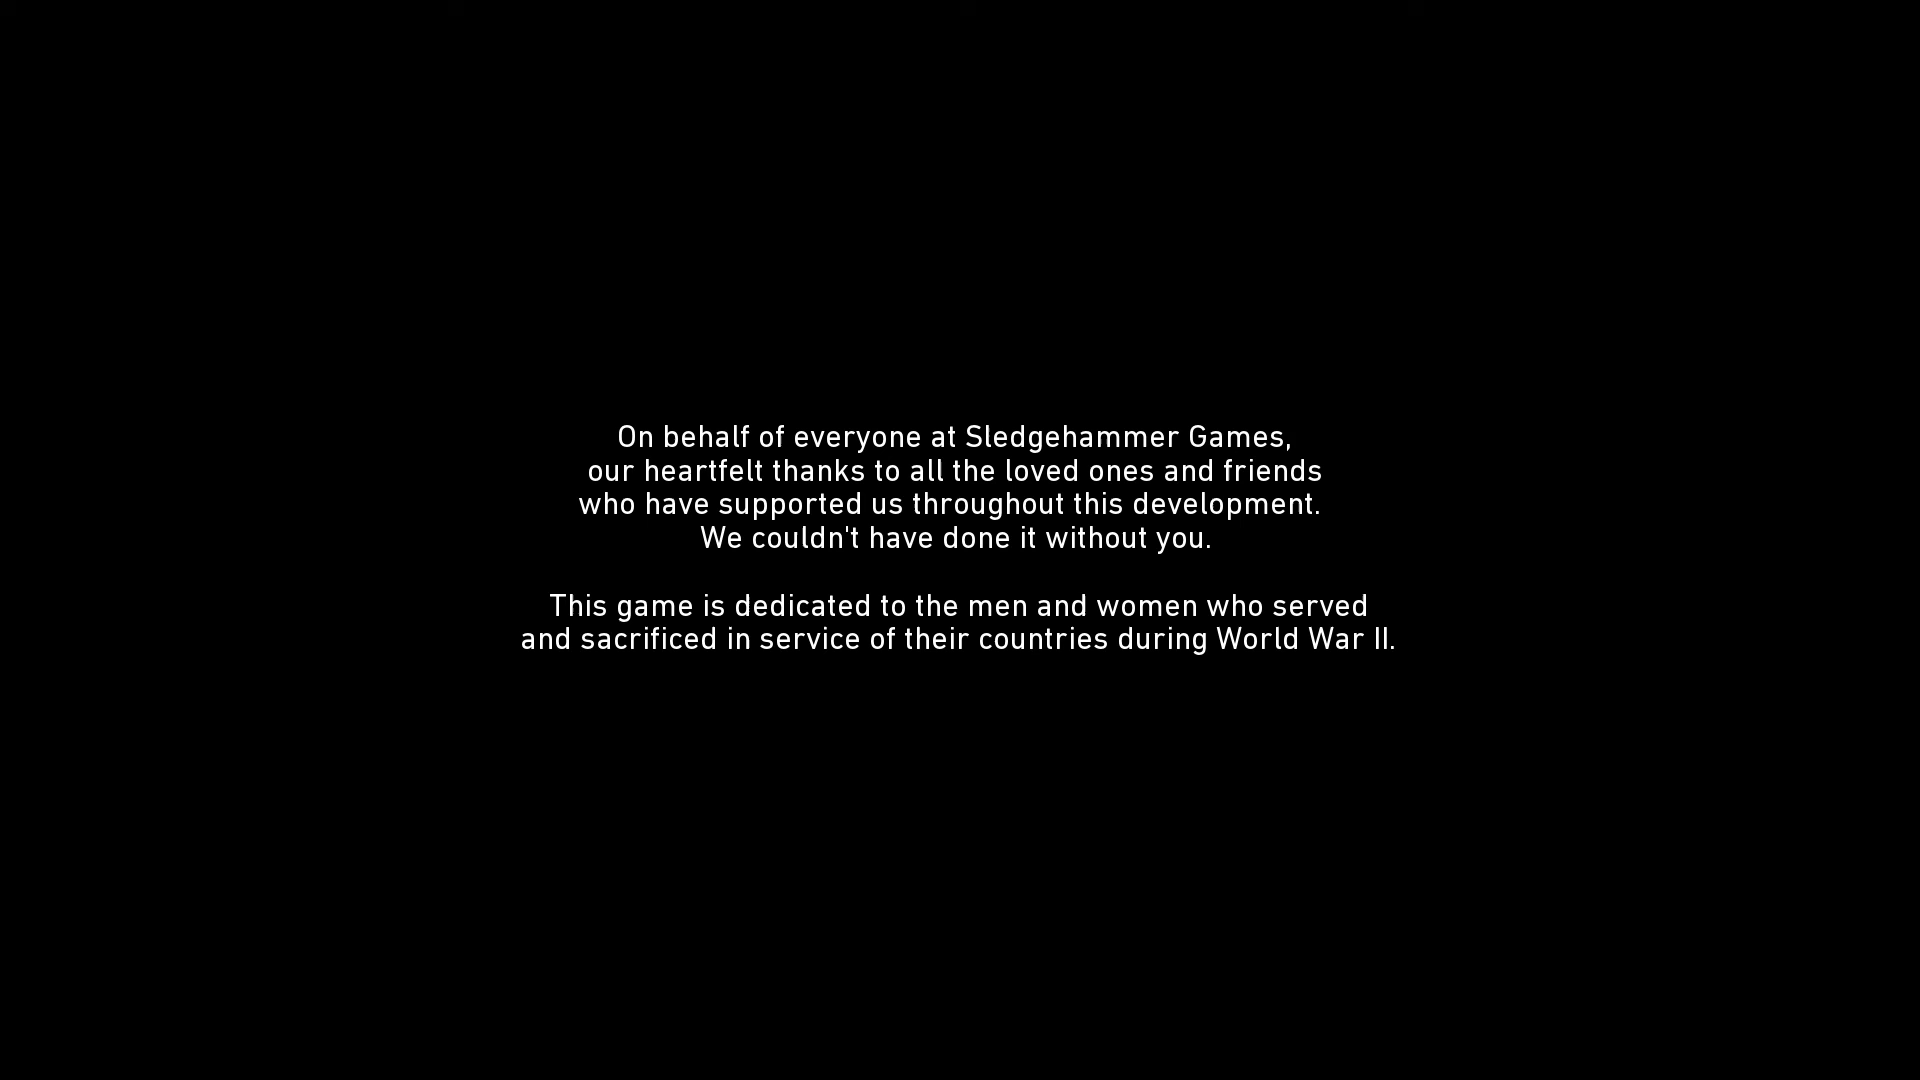 On behalf of everyone at Sledgehammer Games,
our heartfelt thanks to all the loved ones and friends
who have supported us throughout this development.
We couldn't have done it without you.
This game is dedicated to the men and women who served
and sacrificed in service of their countries during World War II.